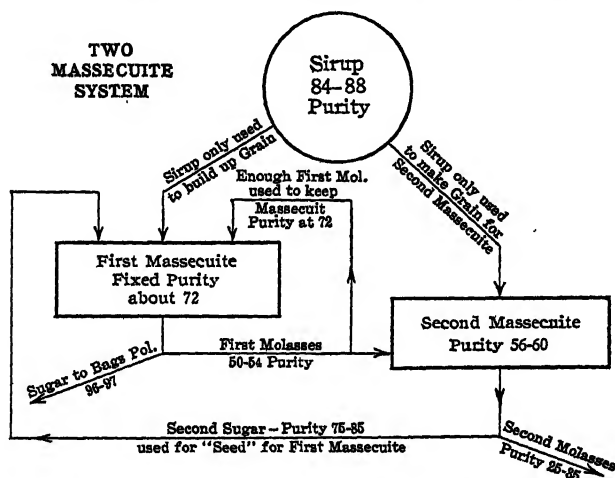 TWO
MASSECUITE
SYSTEM
Sirup
84–88
Purity
Sirup only used
to build up Grain
Sirup only used
to make Grain for
Second Massecuite
Enough First Mol.
used to keep
Massecuit
Purity at 72
First Massecuite
Fixed Purity
about 72
Second Massecuite
Purity 56-60
First Molasses
50-54 Purity
Sugar to Bags Pol.
96-97
Second Sugar – Purity 75-85
used for "Seed" for First Massecuite
Second Molasses
Purity 25-35